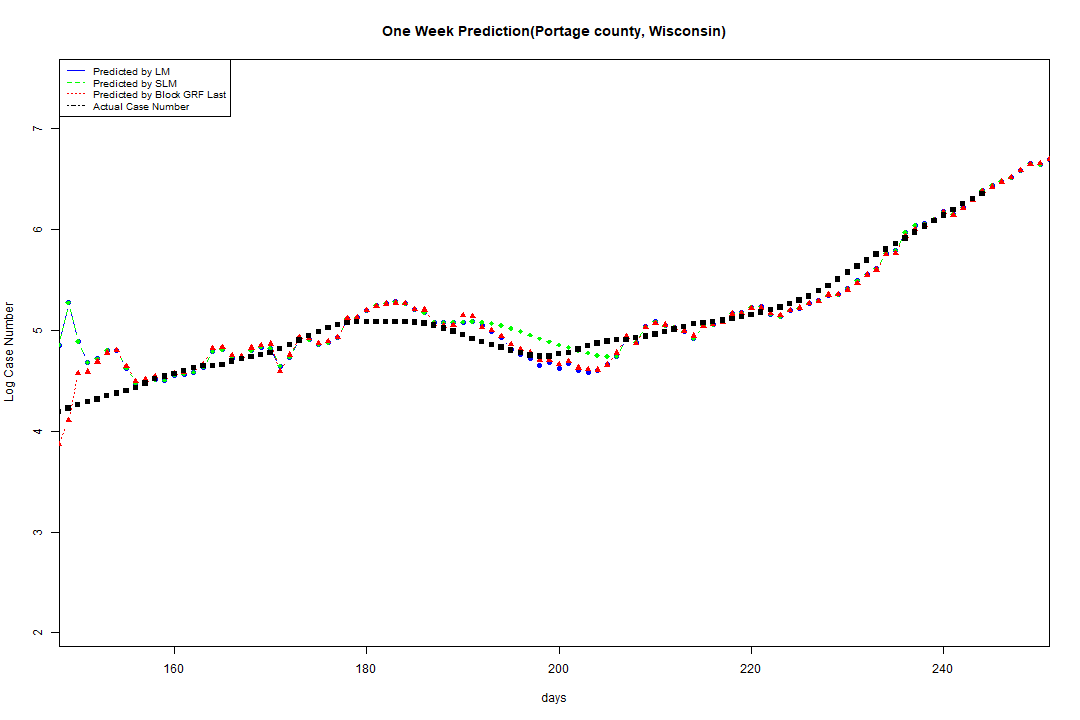 One Week Prediction(Portage county, Wisconsin)
Predicted by LM
Predicted by SLM
Predicted by Block GRF Last
Actual Case Number
Log Case Number
7
6
5
4
3
2
160 180 200 220 240
days